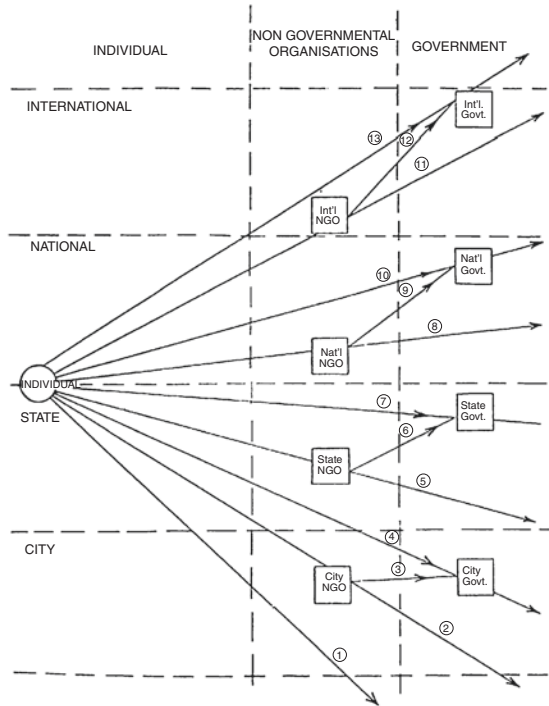 INDIVIDUAL
NON GOVERNMENTAL
ORGANISATIONS
GOVERNMENT
INTERNATIONAL
Int'l.
Govt.
13
12
11
Int'l
NGO
NATIONAL
Nat'l
Govt.
10
9
8
Nat'l
NGO
INDIVIDUAL
STATE
7
State
Govt.
6
State
NGO
5
CITY
4
City
NGO
3
City
Govt.
2
1